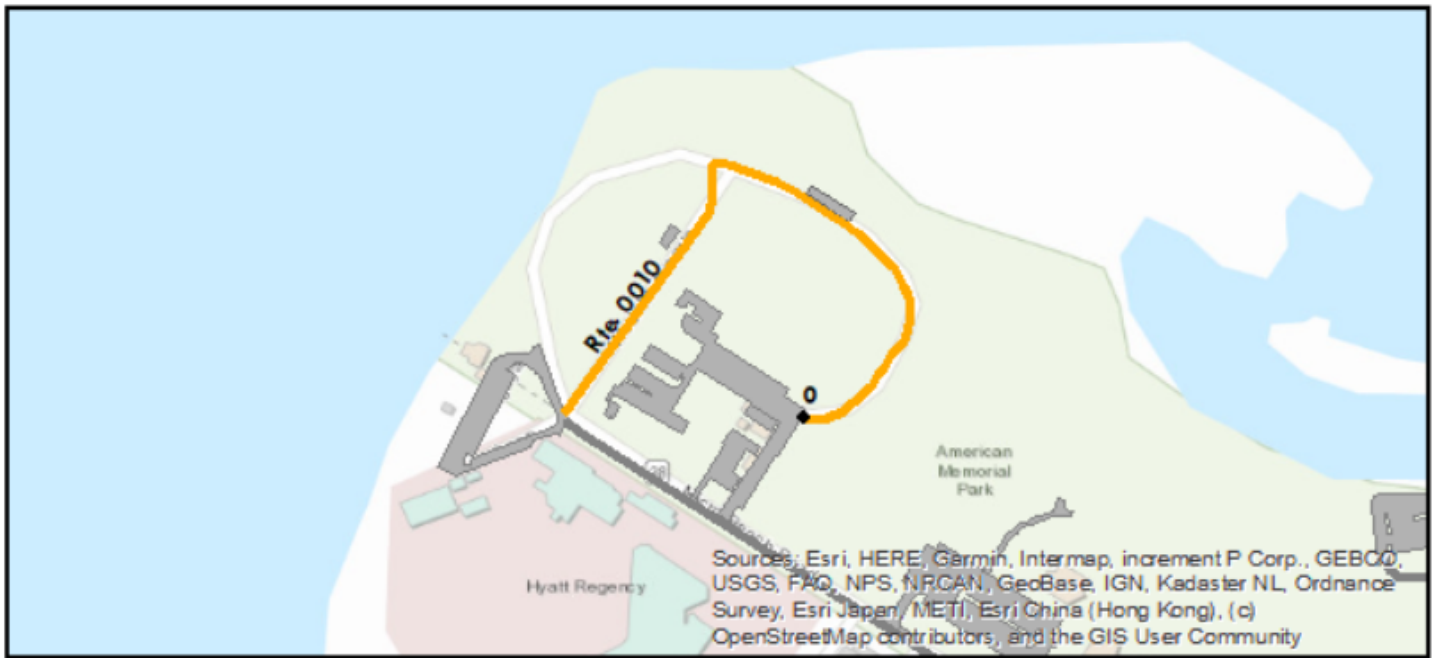 Rte. 0010
0
American
Memorial
Park
Hyatt Regency
Sources: Esri, HERE, Garmin, Intermap, increment P Corp., GEBCO,
USGS, FAO, NPS, NRCAN, GeoBase, IGN, Kadaster NL, Ordnance
Survey, Esri Japan, METI, Esri China (Hong Kong), (c)
OpenStreetMap contributors, and the GIS User Community